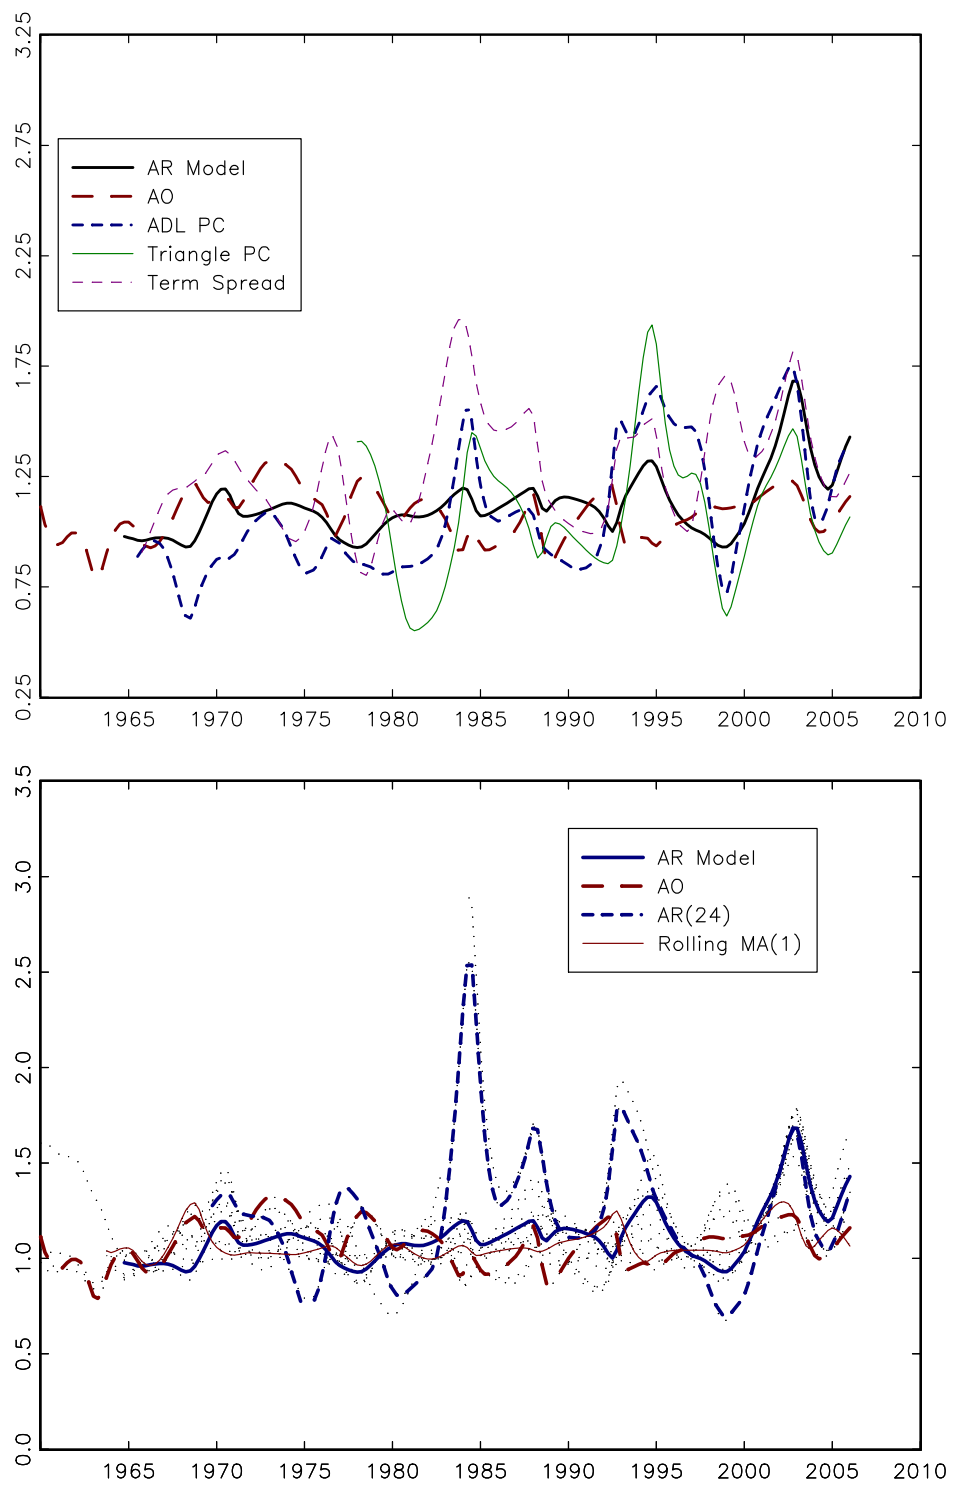 3.25
2.75
2.25
1.75
1.25
0.75
0.25
AR Model
AO
ADL PC
Triangle PC
Term Spread
1965 1970 1975 1980 1985 1990 1995 2000 2005 2010
3.5
3.0
2.5
2.0
1.5
1.0
0.5
0.0
AR Model
AO
AR(24)
Rolling MA(1)
1965 1970 1975 1980 1985 1990 1995 2000 2005 2010